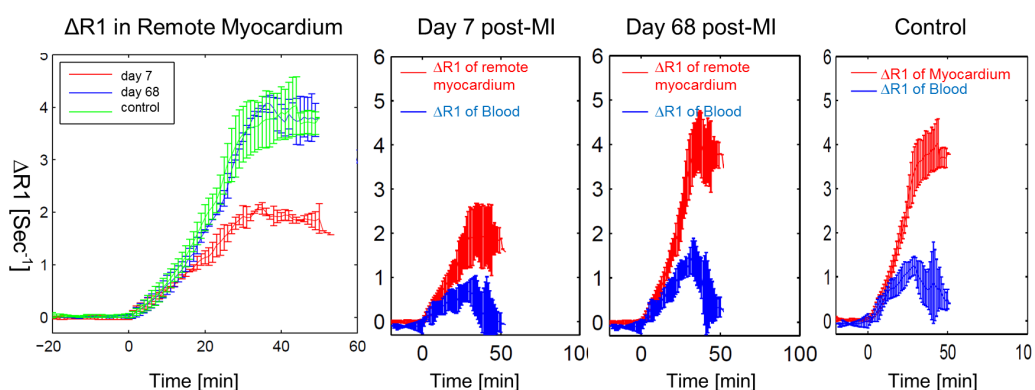 ΔR1 in Remote Myocardium
Day 7 post-MI
Day 68 post-MI
Control
5
4
3
2
1
0
ΔR1 [Sec-1]
day 7
day 68
control
-20
0
20
40
60
Time [min]
6
5
4
3
2
1
0
ΔR1 of remote
myocardium
ΔR1 of Blood
0
50
100
Time [min]
6
5
4
3
2
1
0
ΔR1 of remote
myocardium
ΔR1 of Blood
0
50
100
Time [min]
6
5
4
3
2
1
0
ΔR1 of Myocardium
ΔR1 of Blood
0
50
10
Time [min]